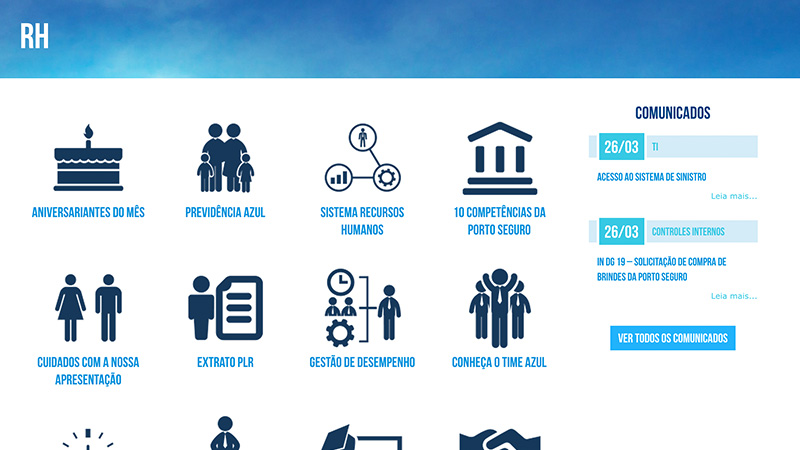 RH
ANIVERSARIANTES DO MÊS
PREVIDÊNCIA AZUL
SISTEMA RECURSOS
HUMANOS
10 COMPETÊNCIAS DA
PORTO SEGURO
CUIDADOS COM A NOSSA
APRESENTAÇÃO
EXTRATO PLR
GESTÃO DE DESEMPENHO
CONHEÇA O TIME AZUL
COMUNICADOS
26/03 TI
ACESSO AO SISTEMA DE SINISTRO
Leia mais...
26/03 CONTROLES INTERNOS
IN DG 19 – SOLICITAÇÃO DE COMPRA DE
BRINDES DA PORTO SEGURO
Leia mais...
VER TODOS OS COMUNICADOS